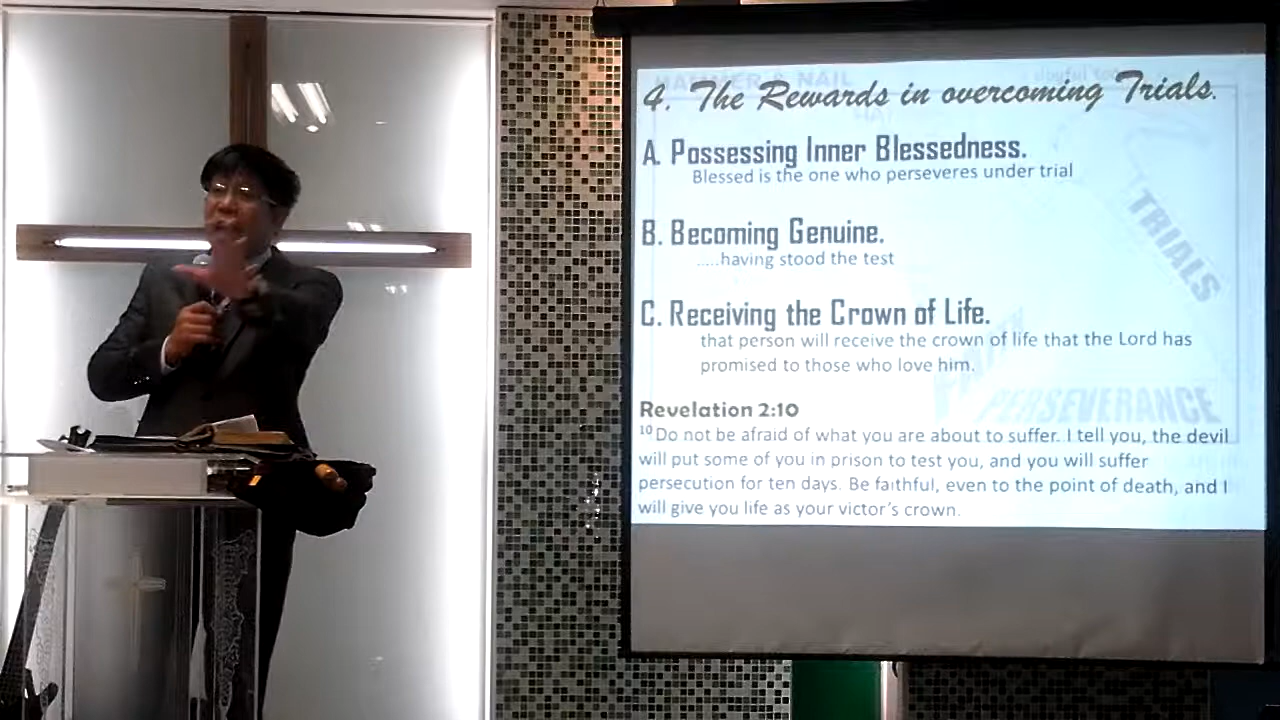 HAMMER & NAIL
4. The Rewards in overcoming Trials.
A. Possessing Inner Blessedness.
Blessed is the one who perseveres under trial
TRIALS
B. Becoming Genuine.
.....having stood the test
C. Receiving the Crown of Life.
that person will receive the crown of life that the Lord has
promised to those who love him.
PERSEVERANCE
Revelation 2:10
10 Do not be afraid of what you are about to suffer. I tell you, the devil
will put some of you in prison to test you, and you will suffer
persecution for ten days. Be faithful, even to the point of death, and I
will give you life as your victor's crown.